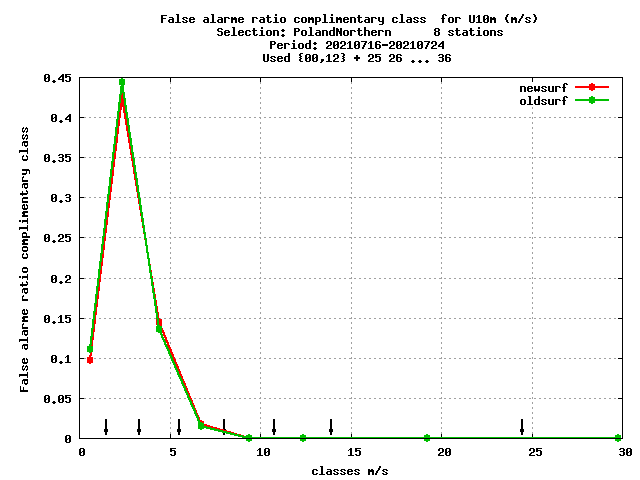 False alarme ratio complimentary class  for U10m (m/s)
Selection: PolandNorthern      8 stations
Period: 20210716-20210724
Used {00,12} + 25 26 ... 36
newsurf
oldsurf
False alarme ratio complimentary class
0.45
0.4
0.35
0.3
0.25
0.2
0.15
0.1
0.05
0
0 5 10 15 20 25 30
classes m/s